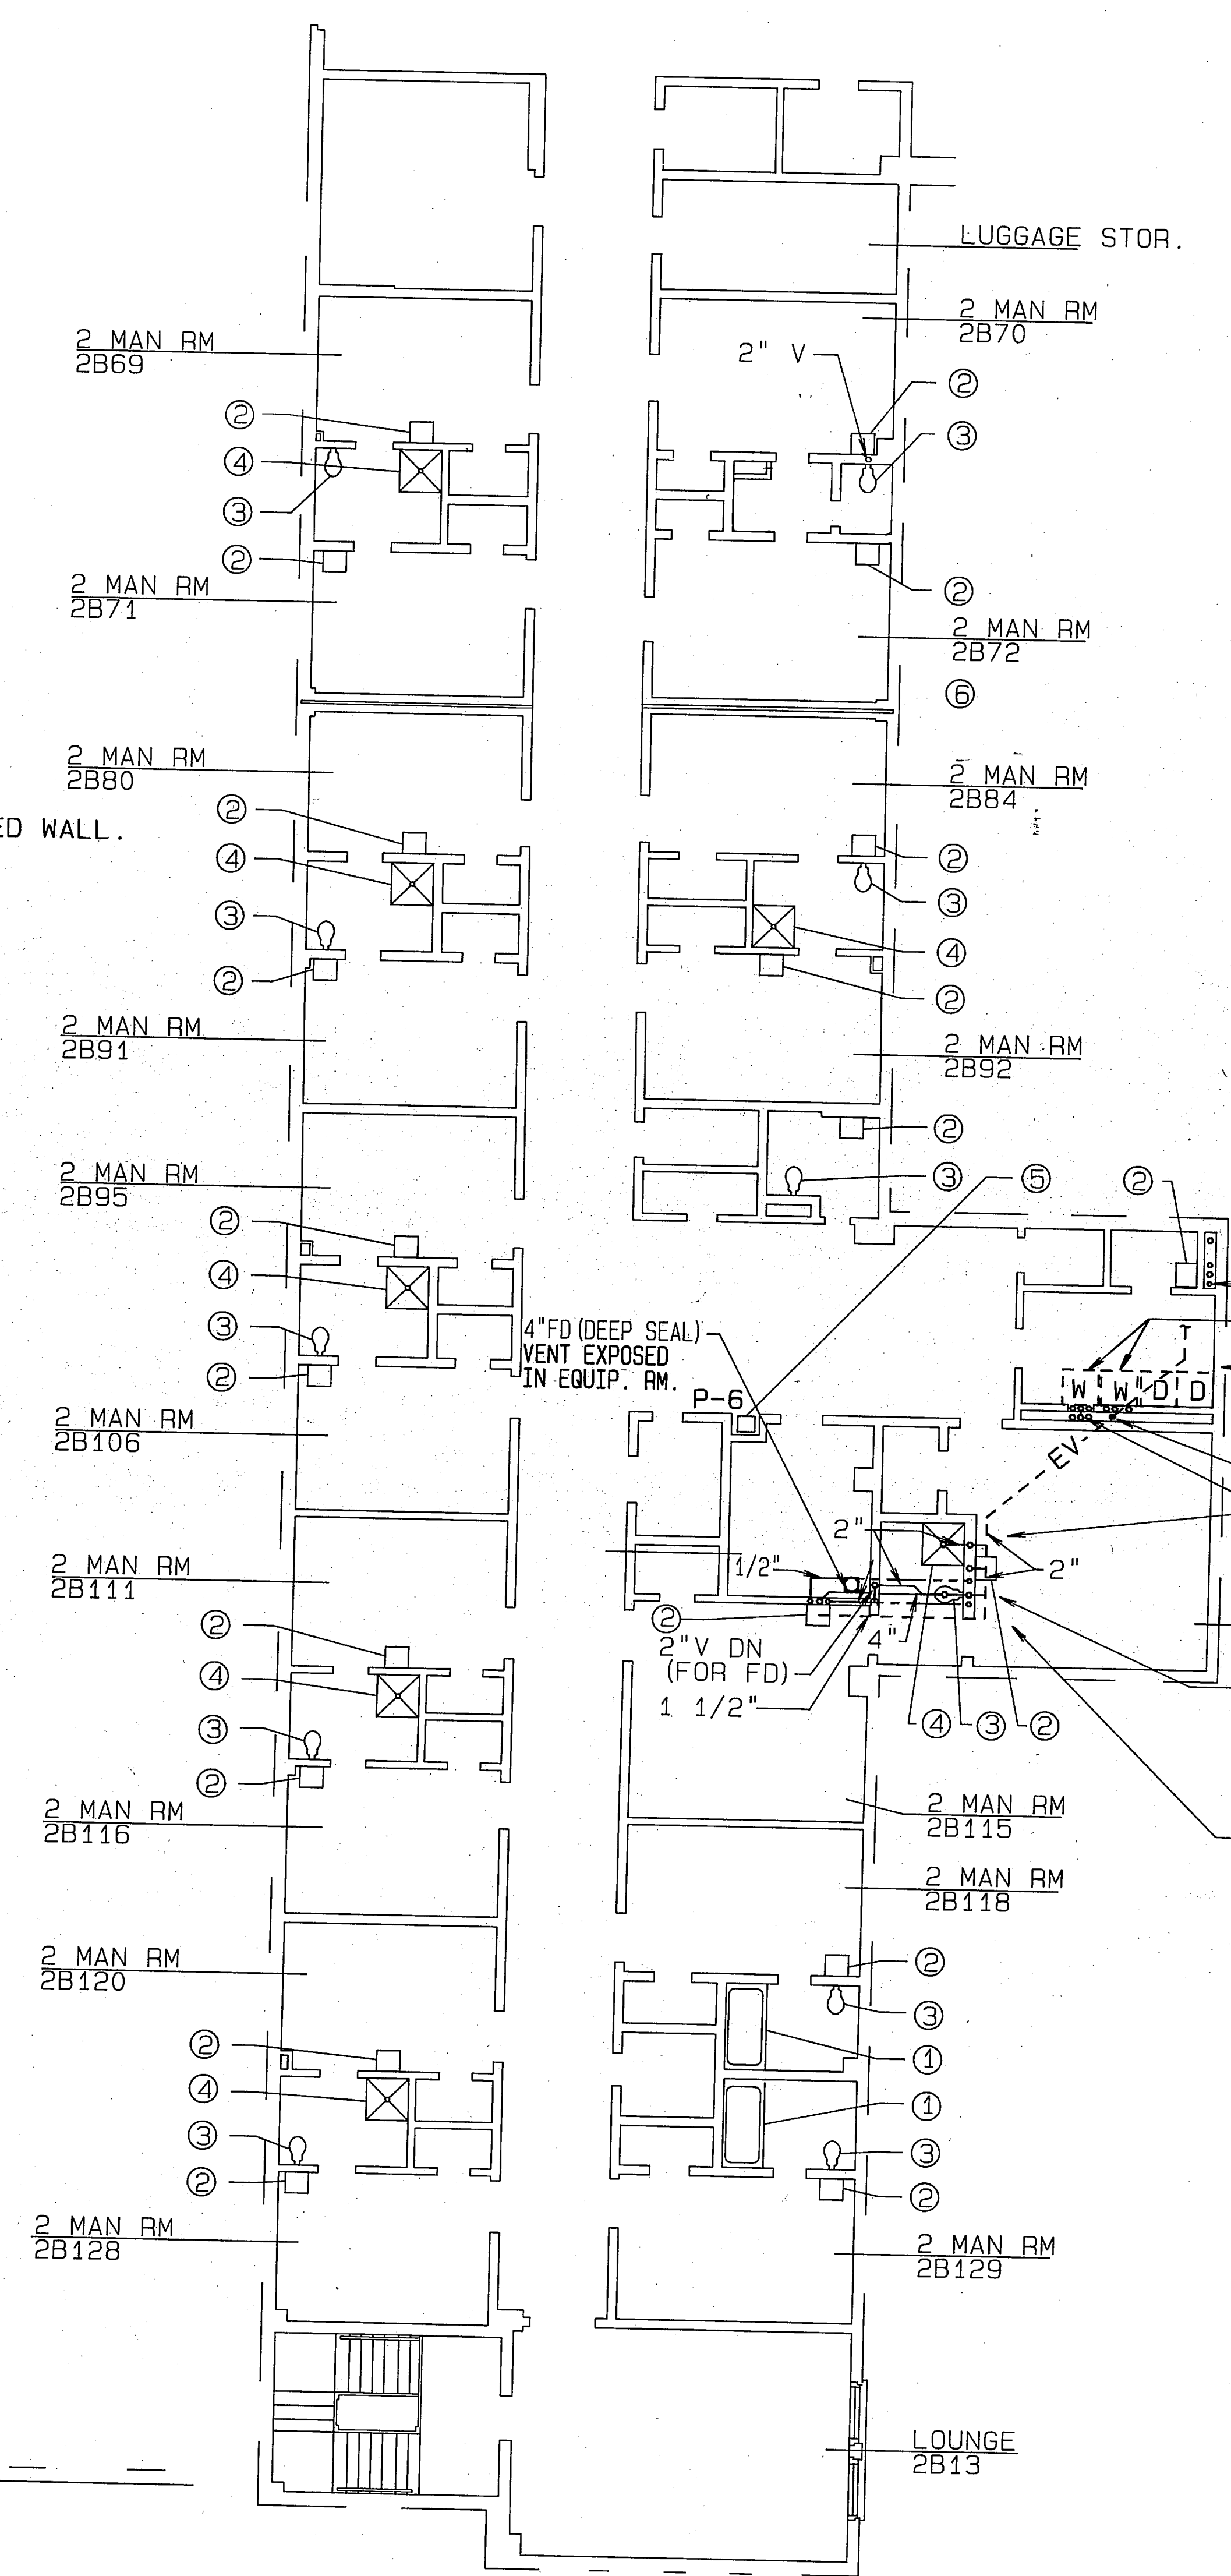 LUGGAGE STOR.
2 MAN RM
2B70
2 MAN RM
2B69
2" V
②
③
②
④
③
②
②
2 MAN RM
2B71
2 MAN RM
2B72
⑥
2 MAN RM
2B80
2 MAN RM
2B84
②
ED WALL.
④
②
③
③
④
②
②
2 MAN RM
2B91
2 MAN RM
2B92
②
2 MAN RM
2B95
③
⑤
②
②
④
③
②
4"FD (DEEP SEAL)
VENT EXPOSED
IN EQUIP. RM.
P-6
W
W
D
D
2 MAN RM
2B106
EV
2 MAN RM
2B111
2"
1/2"
2"
②
2"V DN
(FOR FD)
4"
1 1/2"
②
④
③
②
④
③
②
2 MAN RM
2B116
2 MAN RM
2B115
2 MAN RM
2B118
2 MAN RM
2B120
②
③
②
①
④
①
③
③
②
②
2 MAN RM
2B128
2 MAN RM
2B129
LOUNGE
2B13